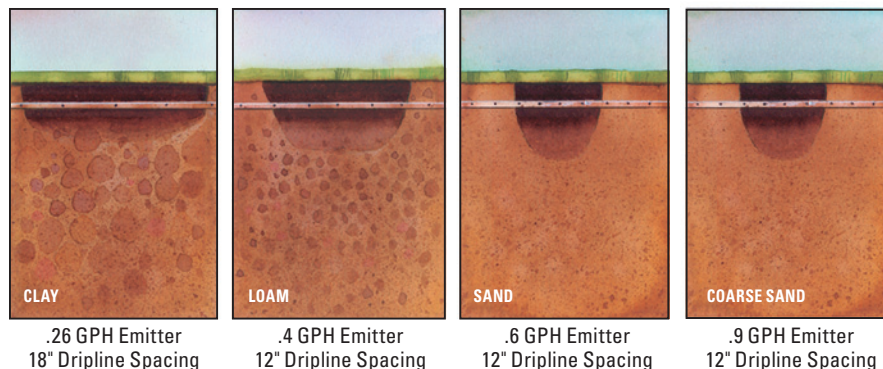 CLAY
.26 GPH Emitter
18" Dripline Spacing
LOAM
.4 GPH Emitter
12" Dripline Spacing
SAND
.6 GPH Emitter
12" Dripline Spacing
COARSE SAND
.9 GPH Emitter
12" Dripline Spacing